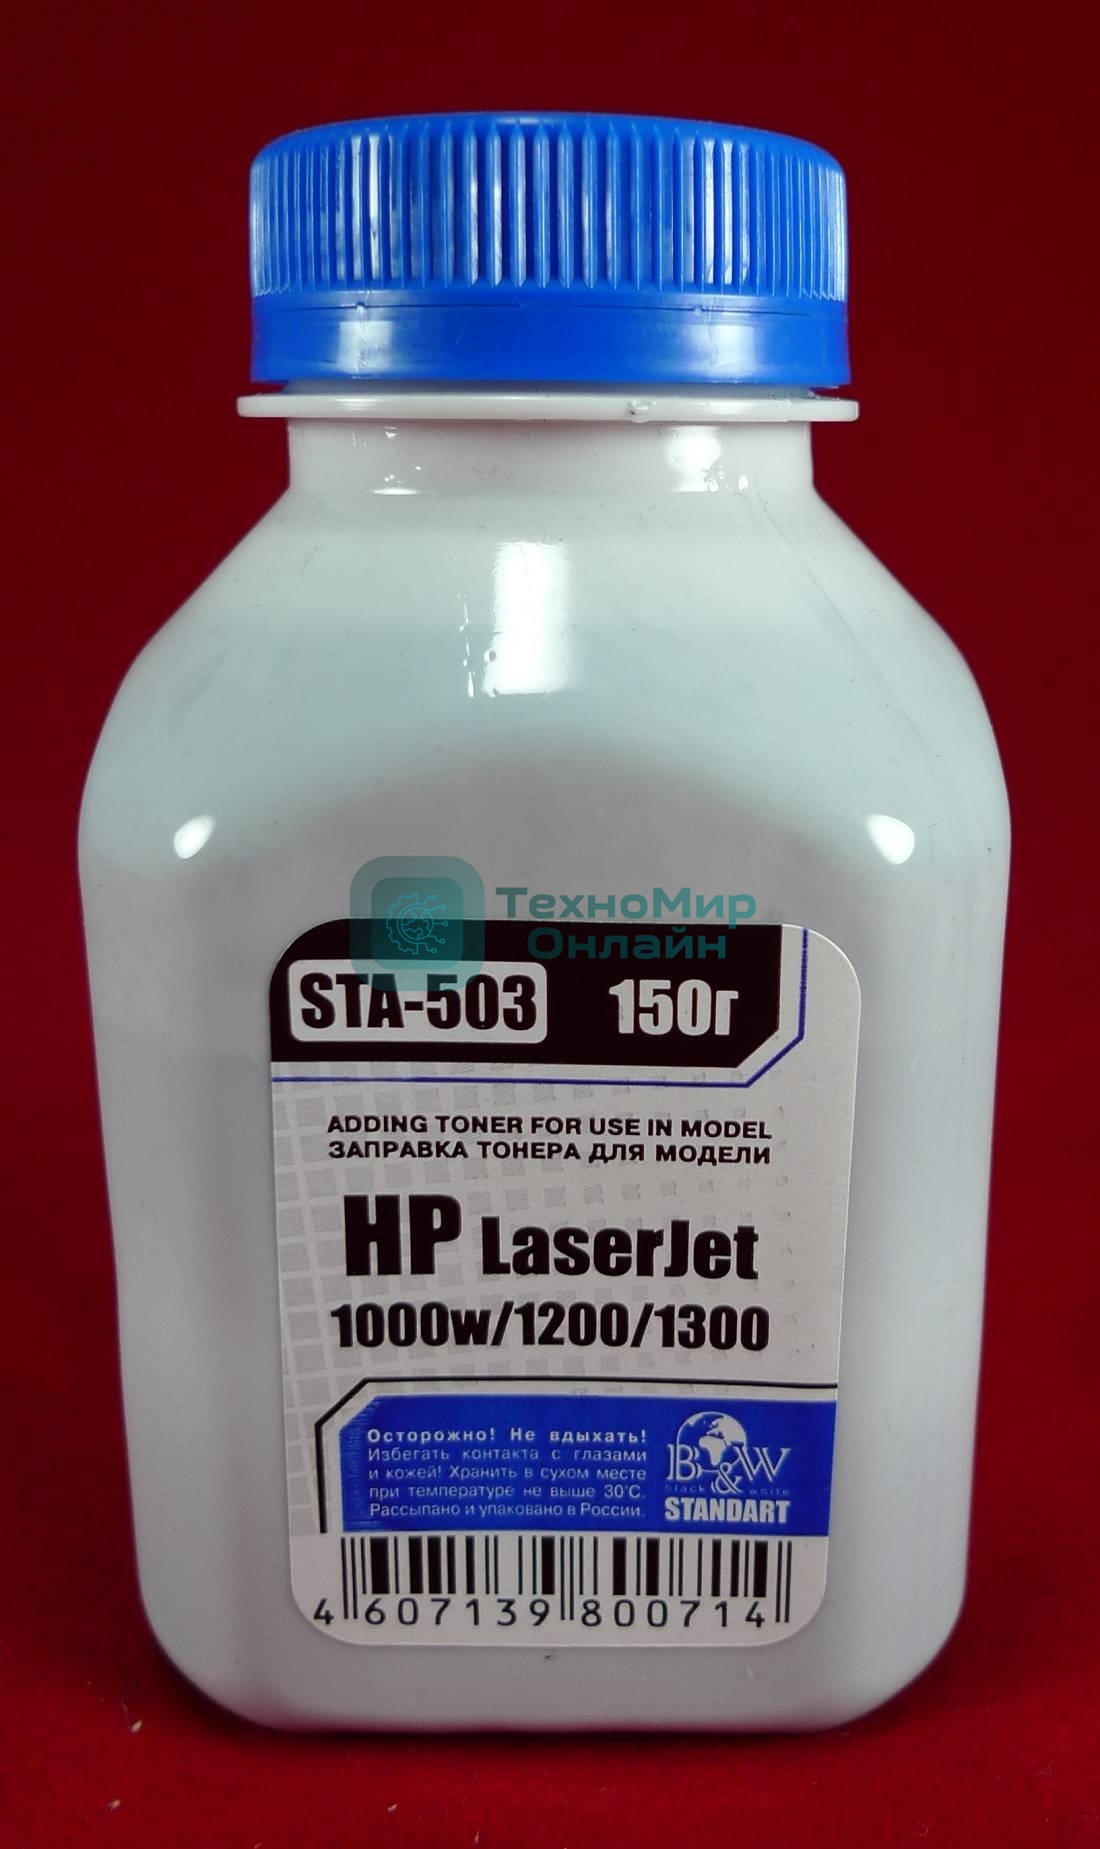 ТехноМир
Онлайн
STA-503 150г
ADDING TONER FOR USE IN MODEL
ЗАПРАВКА ТОНЕРА ДЛЯ МОДЕЛИ
HP LaserJet
1000w/1200/1300
Осторожно! Не вдыхать!
Избегать контакта с глазами
и кожей! Хранить в сухом месте
при температуре не выше 30°С.
Рассыпано и упаковано в России.
B&W
black & white
STANDART
4 607139 800714